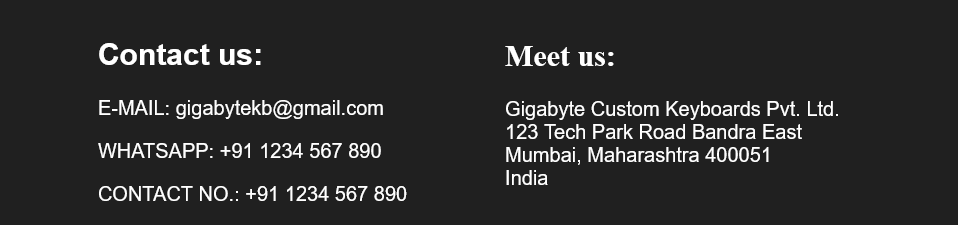 Contact us:
E-MAIL: gigabytekb@gmail.com
WHATSAPP: +91 1234 567 890
CONTACT NO.: +91 1234 567 890
Meet us:
Gigabyte Custom Keyboards Pvt. Ltd.
123 Tech Park Road Bandra East
Mumbai, Maharashtra 400051
India